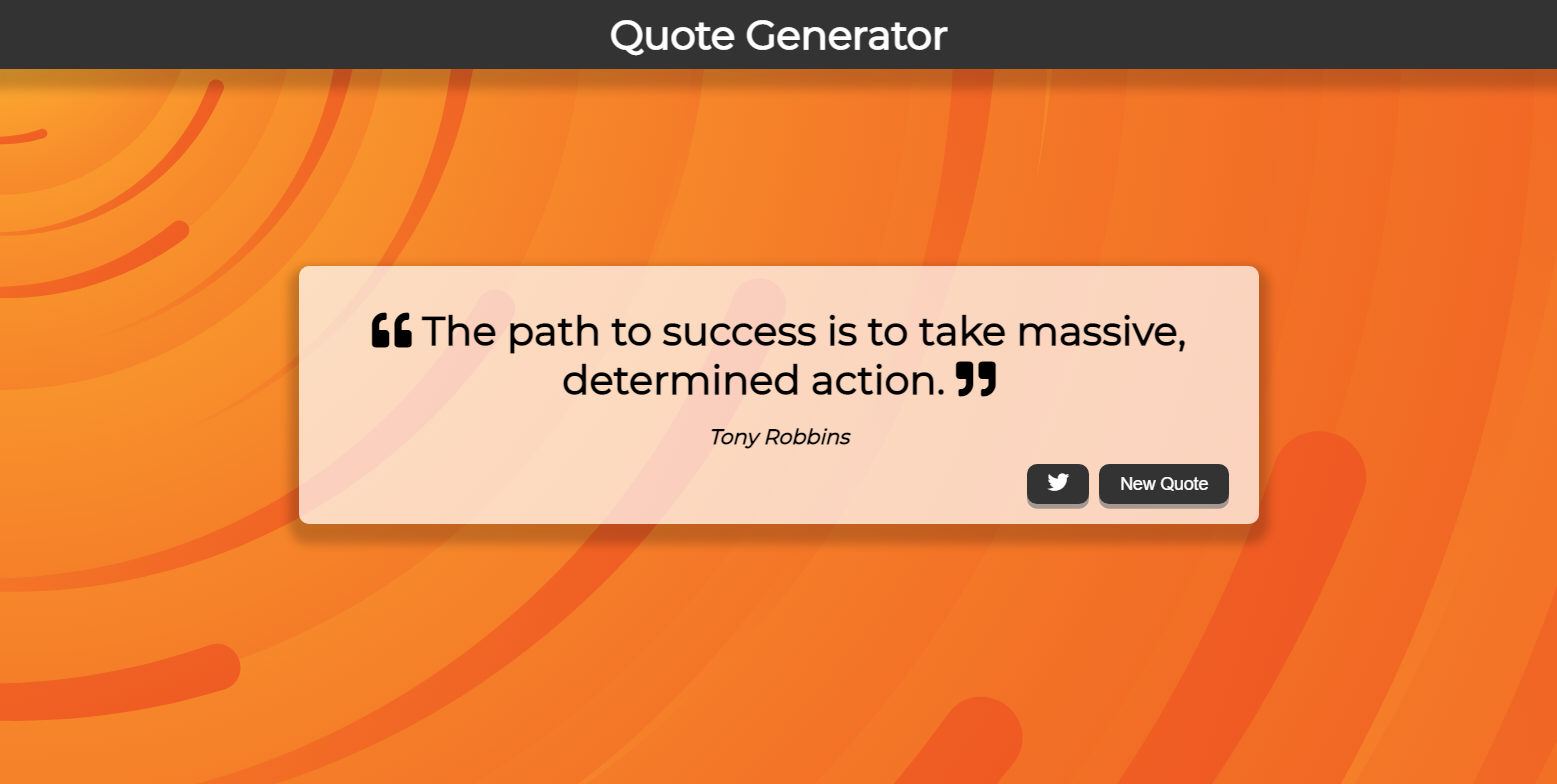 Quote Generator
“ The path to success is to take massive,
determined action. ”
Tony Robbins
New Quote